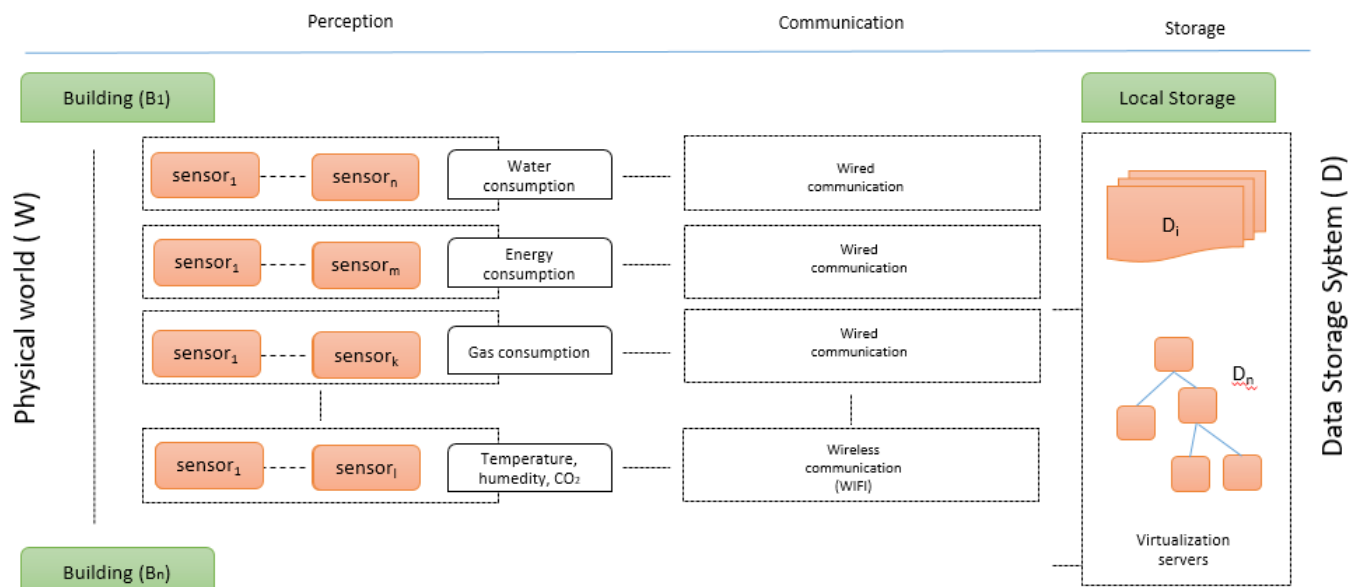 Perception
Communication
Storage
Building (B₁)
Local Storage
Physical world ( W)
sensor₁
sensorₙ
Water
consumption
Wired
communication
sensor₁
sensorₘ
Energy
consumption
Wired
communication
sensor₁
sensorₖ
Gas consumption
Wired
communication
sensor₁
sensorₗ
Temperature,
humedity, CO₂
Wireless
communication
(WIFI)
Dᵢ
Dₙ
Virtualization
servers
Data Storage System ( D)
Building (Bₙ)